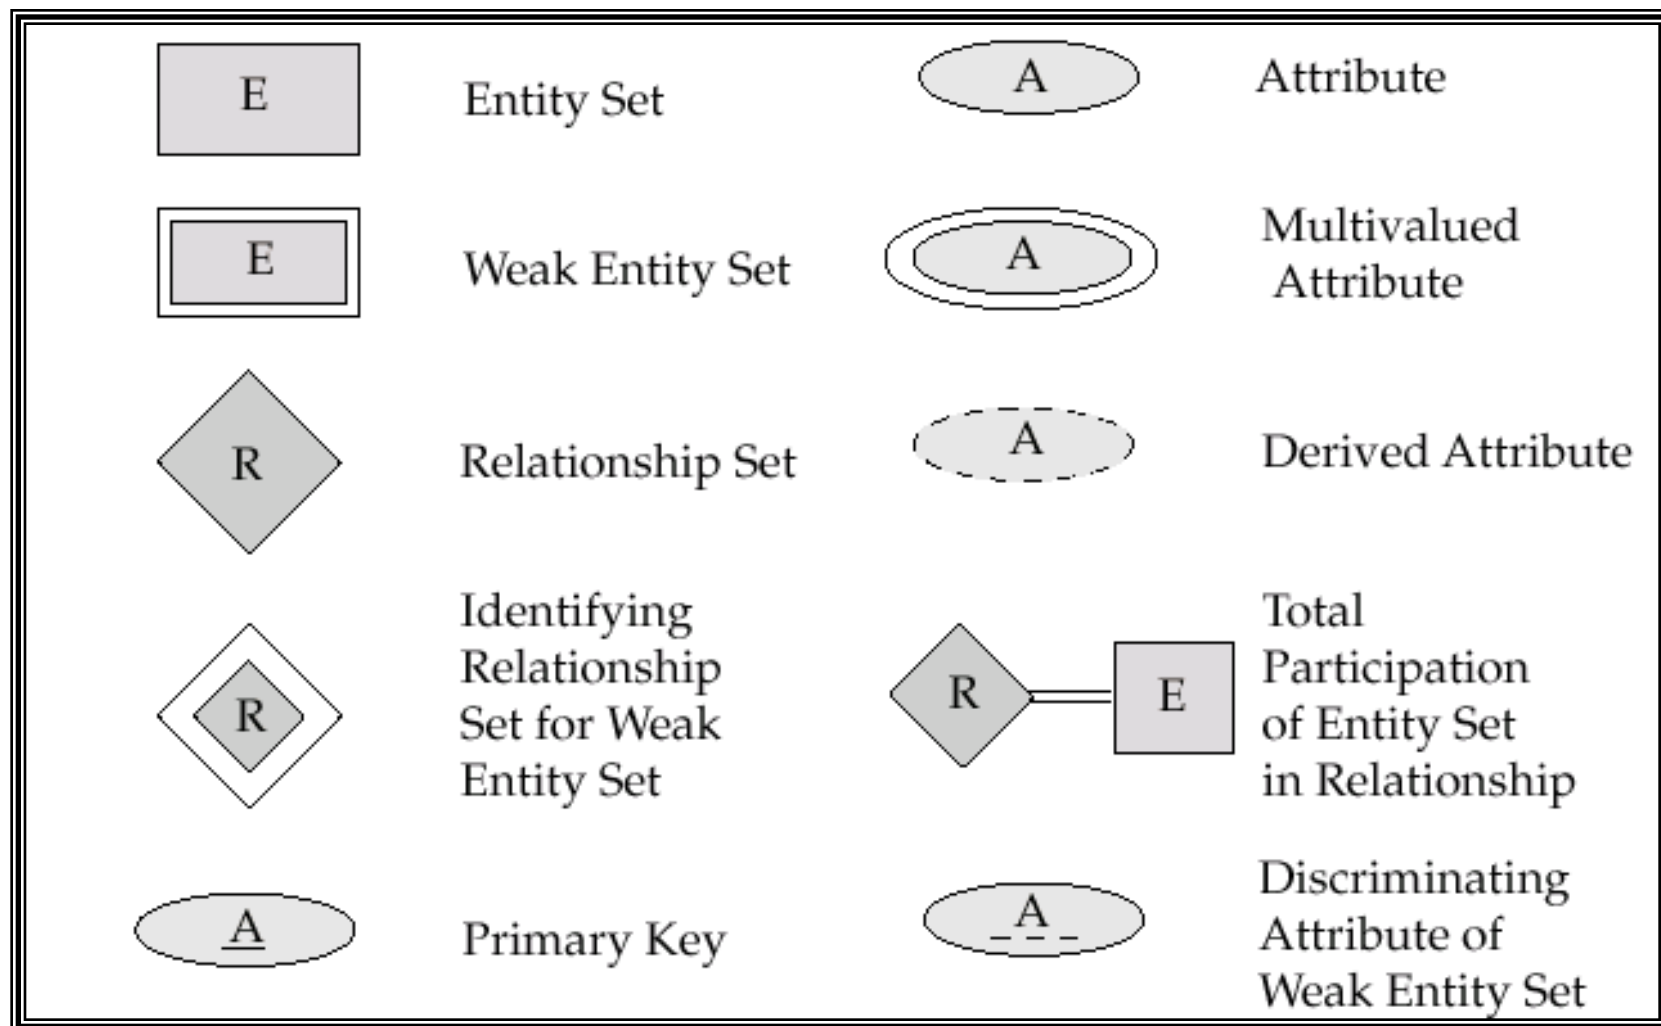 E
Entity Set
A
Attribute
E
Weak Entity Set
A
Multivalued
Attribute
R
Relationship Set
A
Derived Attribute
R
Identifying
Relationship
Set for Weak
Entity Set
R
E
Total
Participation
of Entity Set
in Relationship
A
Primary Key
A
Discriminating
Attribute of
Weak Entity Set